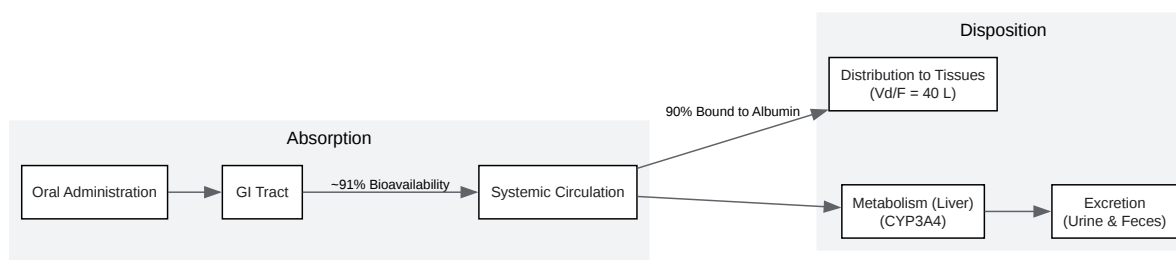 Absorption
Oral Administration
GI Tract
~91% Bioavailability
Systemic Circulation
90% Bound to Albumin
Disposition
Distribution to Tissues
(Vd/F = 40 L)
Metabolism (Liver)
(CYP3A4)
Excretion
(Urine & Feces)